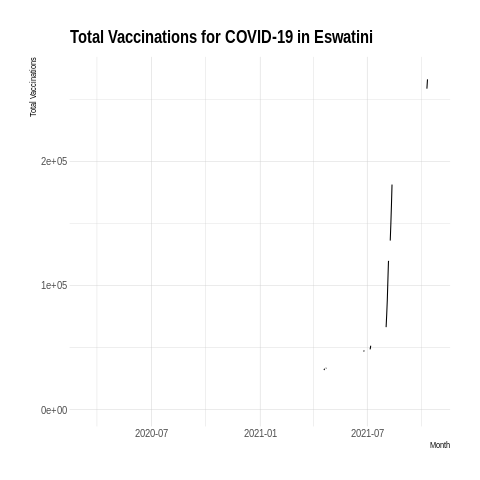 Total Vaccinations for COVID-19 in Eswatini
Total Vaccinations
2e+05
1e+05
0e+00
2020-07
2021-01
2021-07
Month